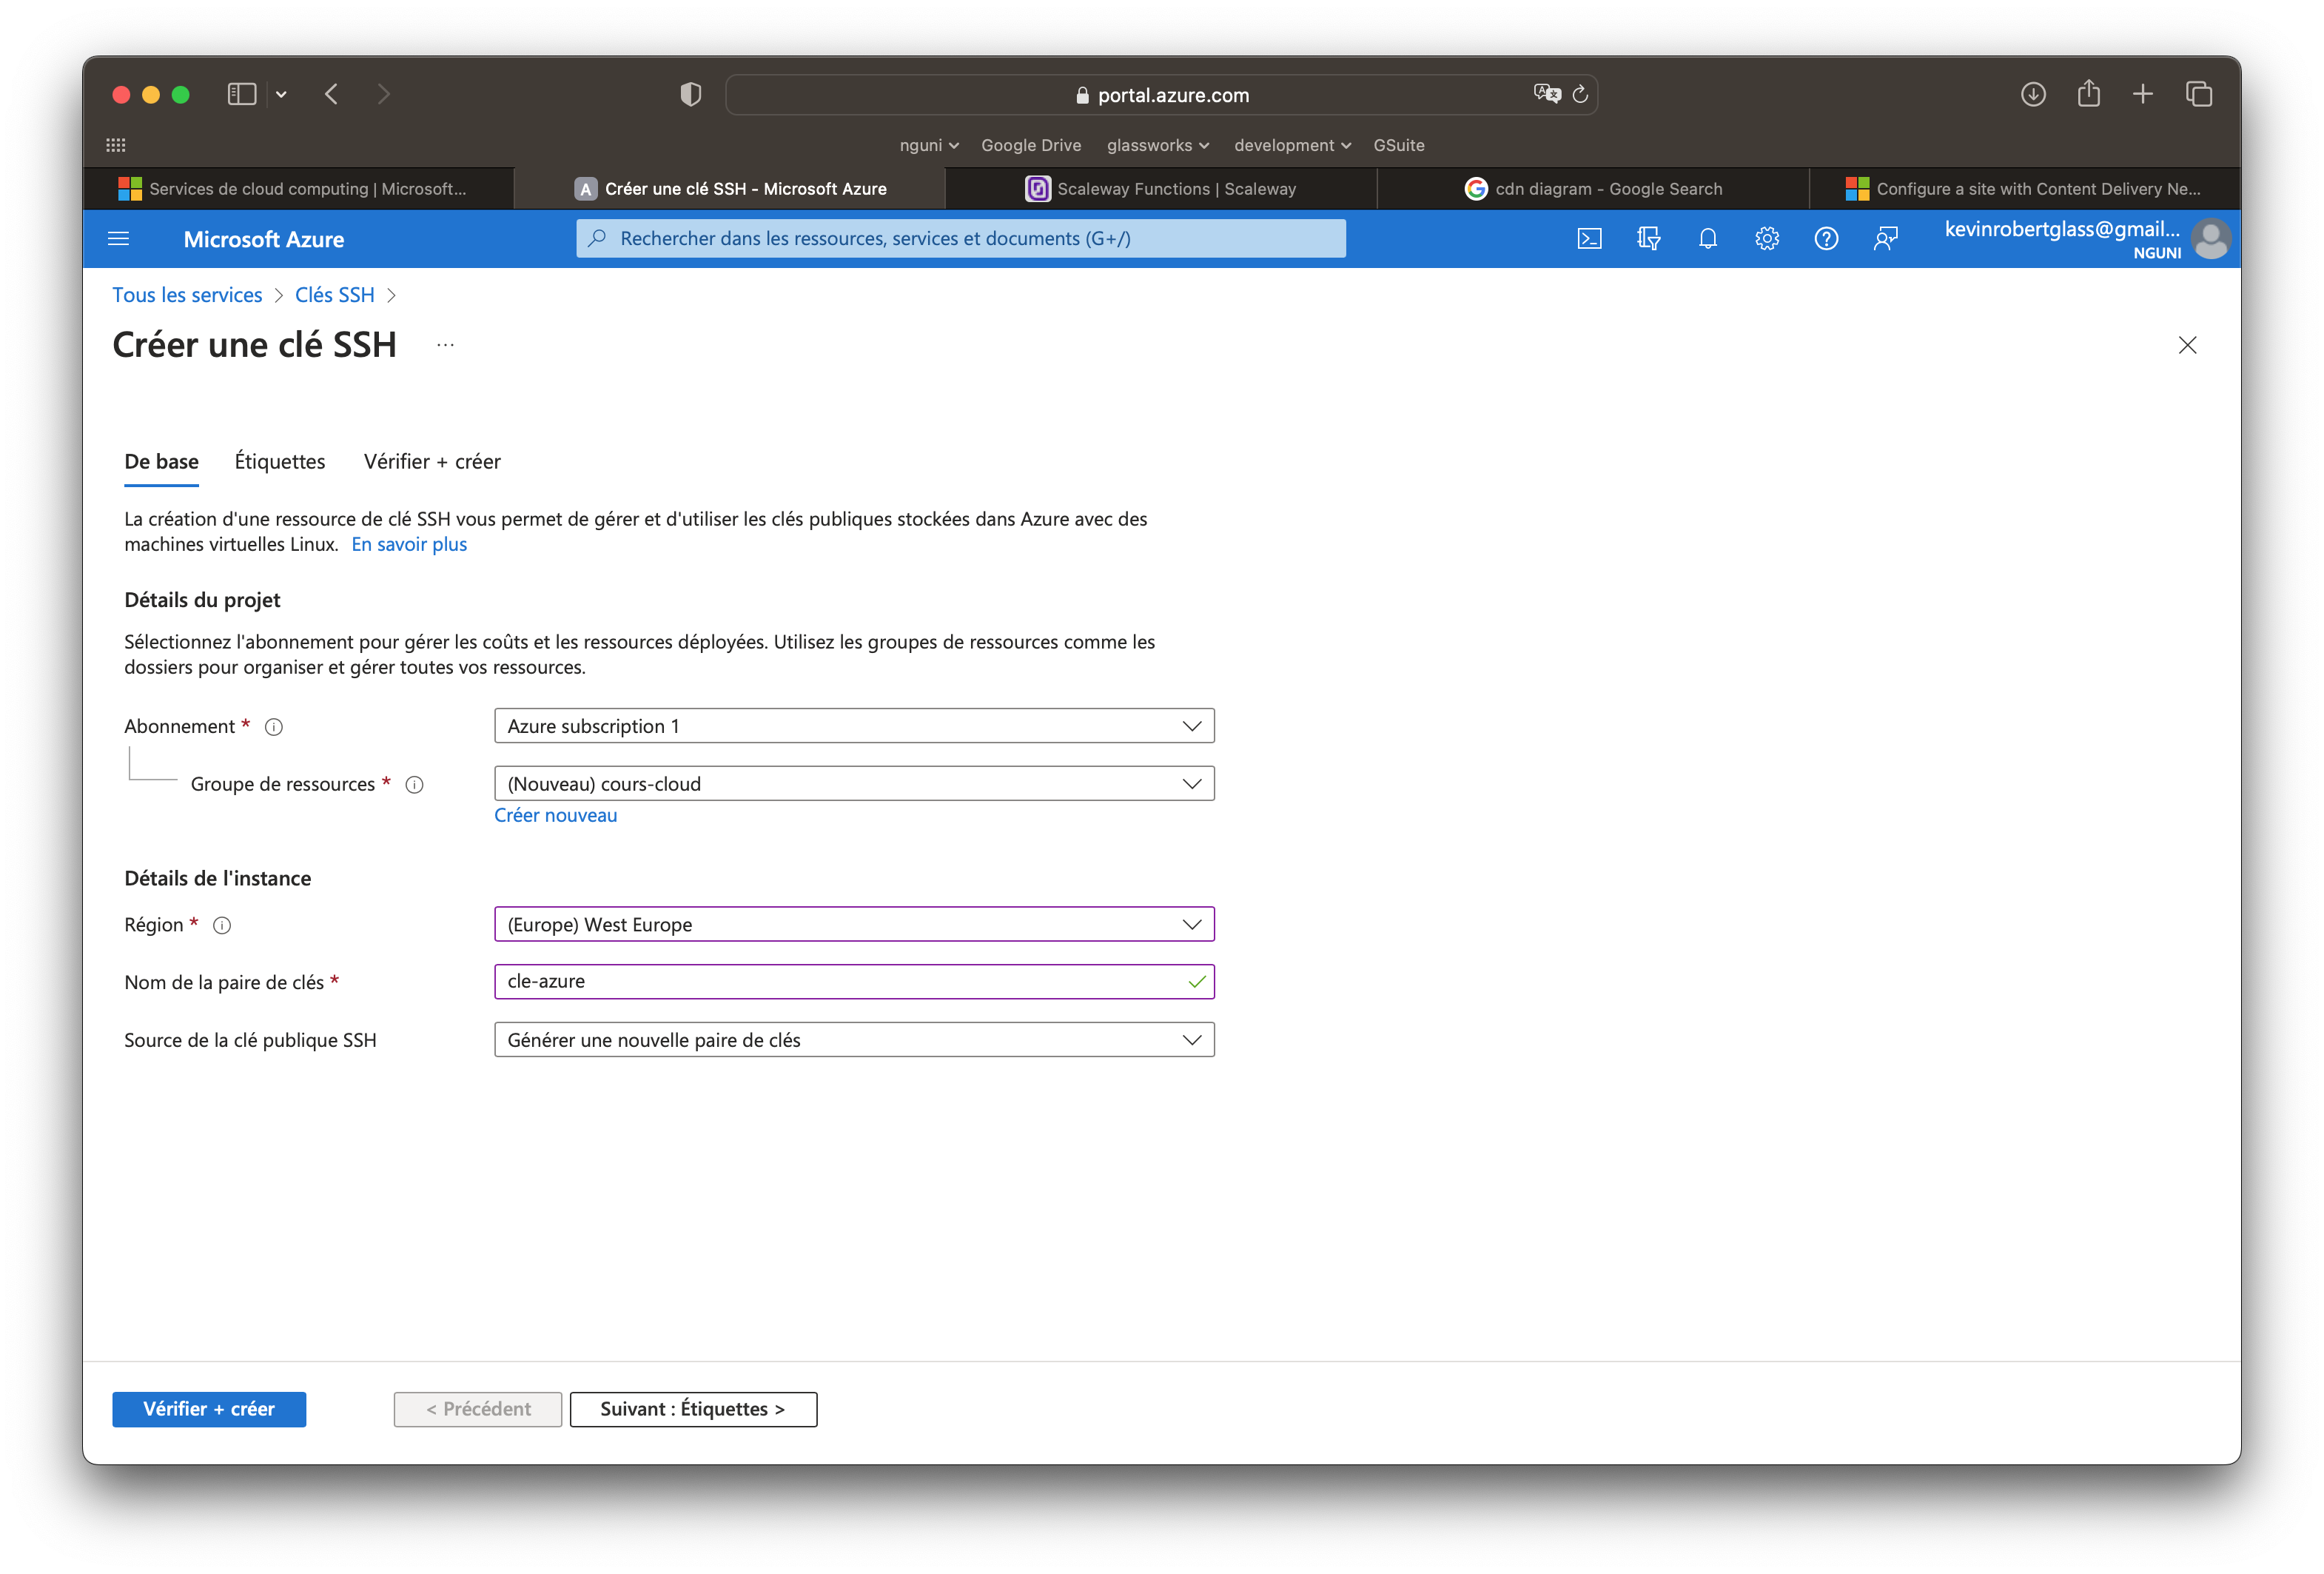 portal.azure.com
nguni Google Drive glassworks development GSuite
Services de cloud computing | Microsoft...
A Créer une clé SSH - Microsoft Azure
Scaleway Functions | Scaleway
cdn diagram - Google Search
Configure a site with Content Delivery Ne...
Microsoft Azure
Rechercher dans les ressources, services et documents (G+/)
kevinrobertglass@gmail...
NGUNI
Tous les services > Clés SSH >
Créer une clé SSH ...
De base Étiquettes Vérifier + créer
La création d'une ressource de clé SSH vous permet de gérer et d'utiliser les clés publiques stockées dans Azure avec des
machines virtuelles Linux. En savoir plus
Détails du projet
Sélectionnez l'abonnement pour gérer les coûts et les ressources déployées. Utilisez les groupes de ressources comme les
dossiers pour organiser et gérer toutes vos ressources.
Abonnement * Azure subscription 1
Groupe de ressources * (Nouveau) cours-cloud
Créer nouveau
Détails de l'instance
Région * (Europe) West Europe
Nom de la paire de clés * cle-azure
Source de la clé publique SSH Générer une nouvelle paire de clés
Vérifier + créer < Précédent Suivant : Étiquettes >